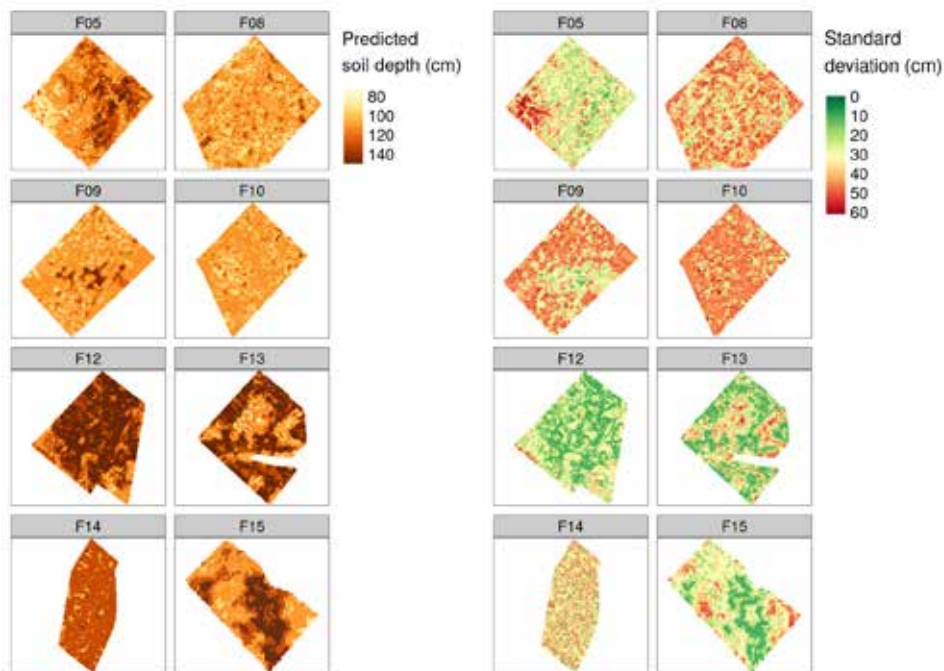 F05
F08
Predicted
soil depth (cm)
80
100
120
140
F09
F10
F12
F13
F14
F15
F05
F08
Standard
deviation (cm)
0
10
20
30
40
50
60
F09
F10
F12
F13
F14
F15